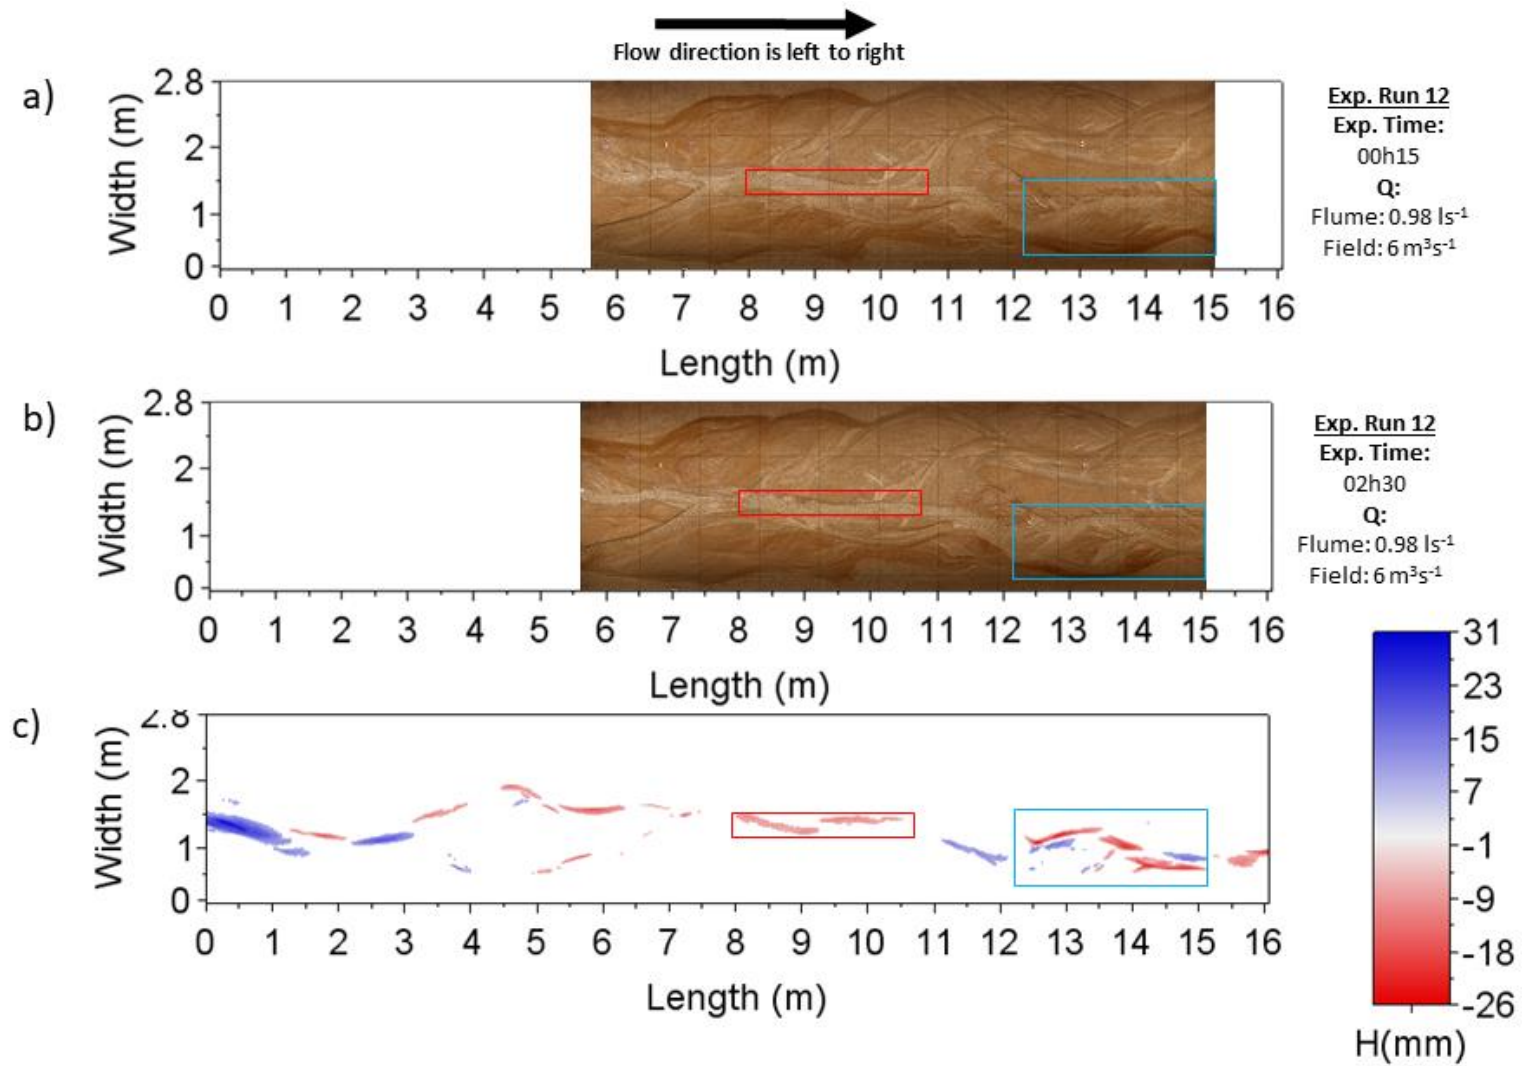 Flow direction is left to right
a)
2.8
2
1
0
Width (m)
0 1 2 3 4 5 6 7 8 9 10 11 12 13 14 15 16
Length (m)
Exp. Run 12
Exp. Time:
00h15
Q:
Flume: 0.98 ls⁻¹
Field: 6 m³s⁻¹
b)
2.8
2
1
0
Width (m)
0 1 2 3 4 5 6 7 8 9 10 11 12 13 14 15 16
Length (m)
Exp. Run 12
Exp. Time:
02h30
Q:
Flume: 0.98 ls⁻¹
Field: 6 m³s⁻¹
c)
2.8
2
1
0
Width (m)
0 1 2 3 4 5 6 7 8 9 10 11 12 13 14 15 16
Length (m)
31
23
15
7
-1
-9
-18
-26
H(mm)